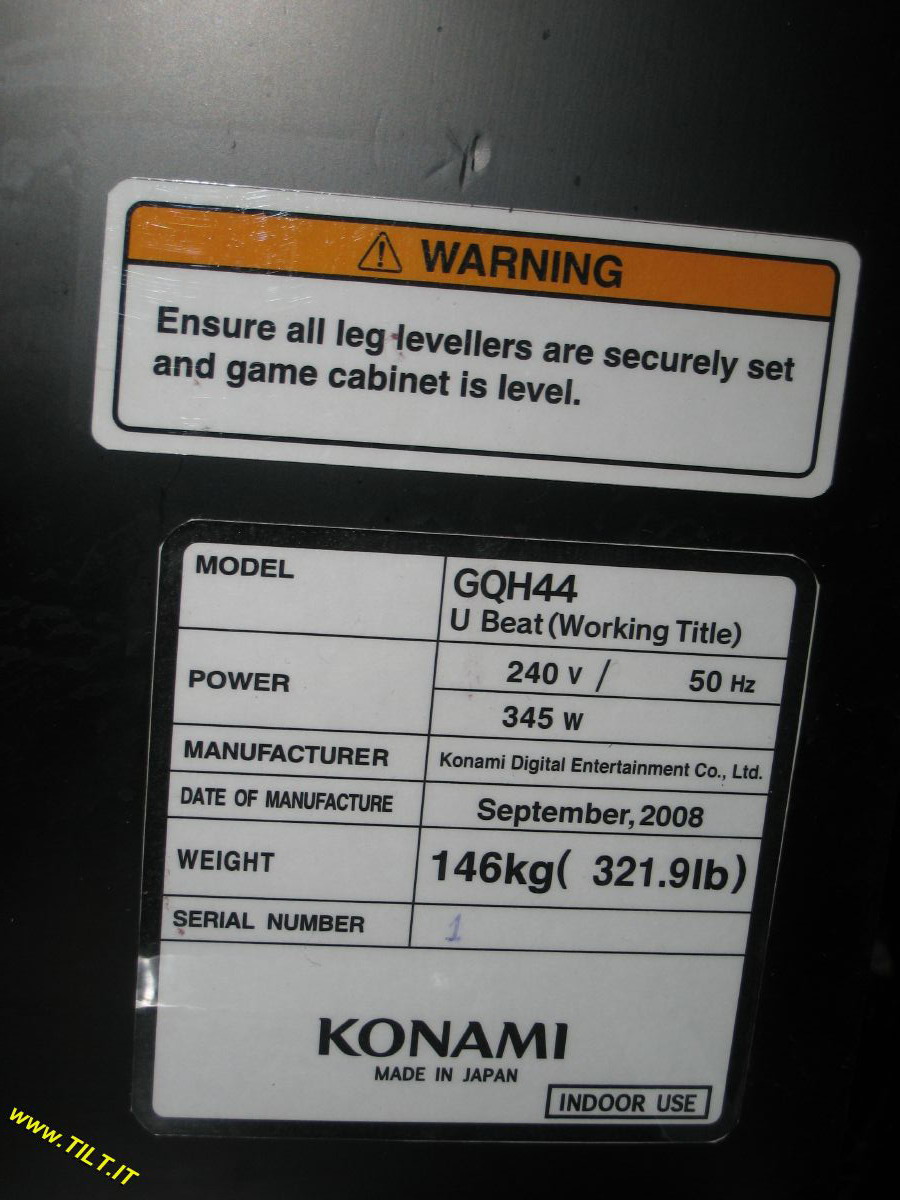 WARNING
Ensure all leg levellers are securely set
and game cabinet is level.
MODEL
GQH44
U Beat (Working Title)
POWER
240 V / 50 Hz
345 W
MANUFACTURER
Konami Digital Entertainment Co., Ltd.
DATE OF MANUFACTURE
September, 2008
WEIGHT
146kg( 321.9lb)
SERIAL NUMBER
1
KONAMI
MADE IN JAPAN
INDOOR USE
www.TILT.IT